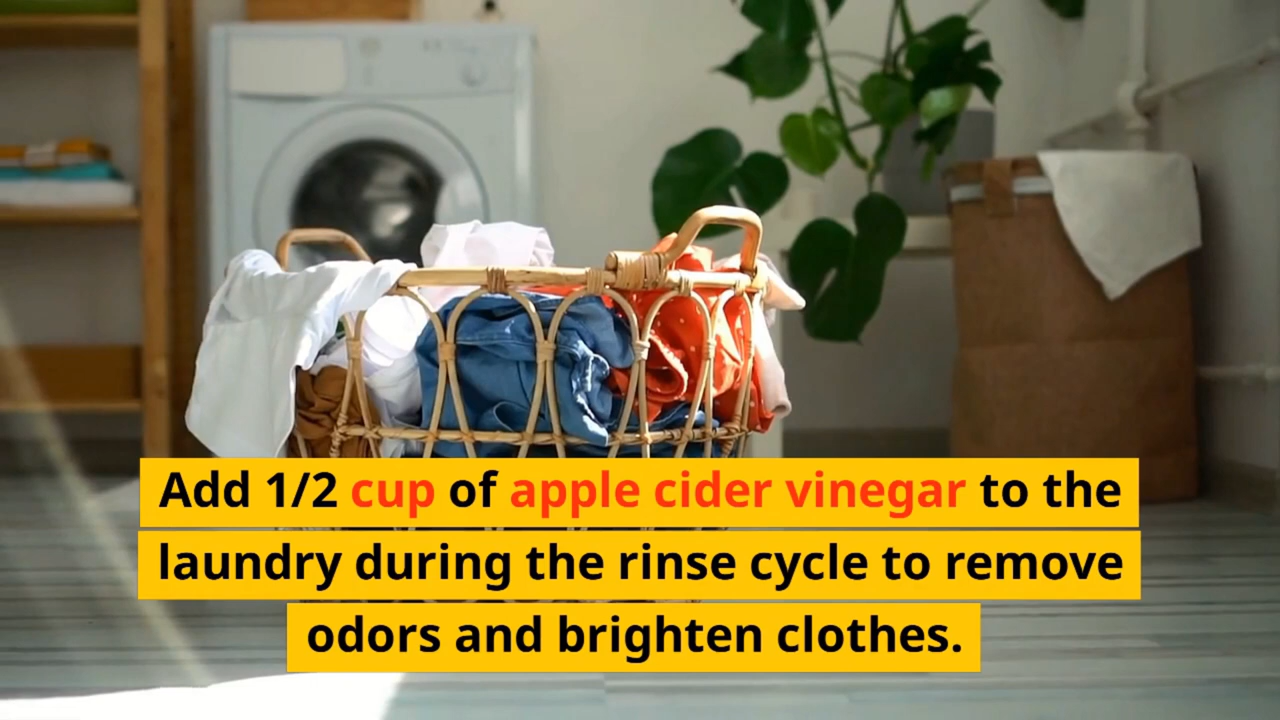 Add 1/2 cup of apple cider vinegar to the
laundry during the rinse cycle to remove
odors and brighten clothes.